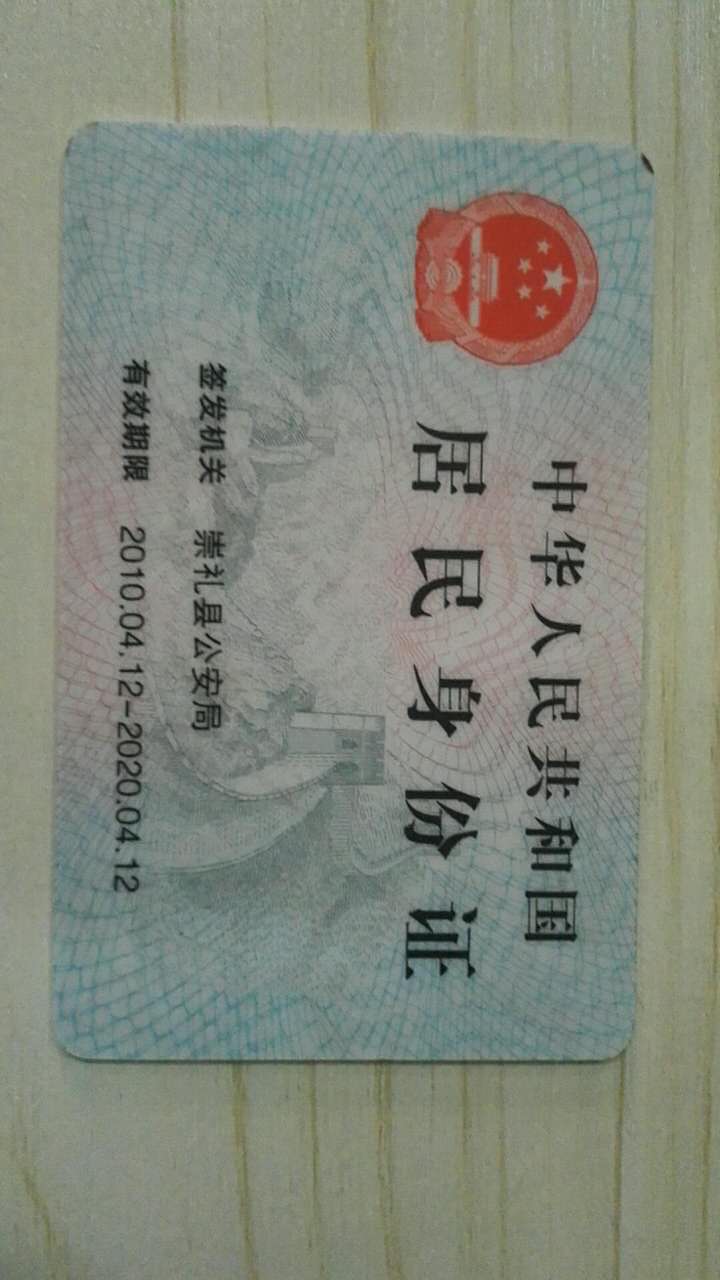 中华人民共和国
居民身份证
签发机关 崇礼县公安局
有效期限 2010.04.12-2020.04.12